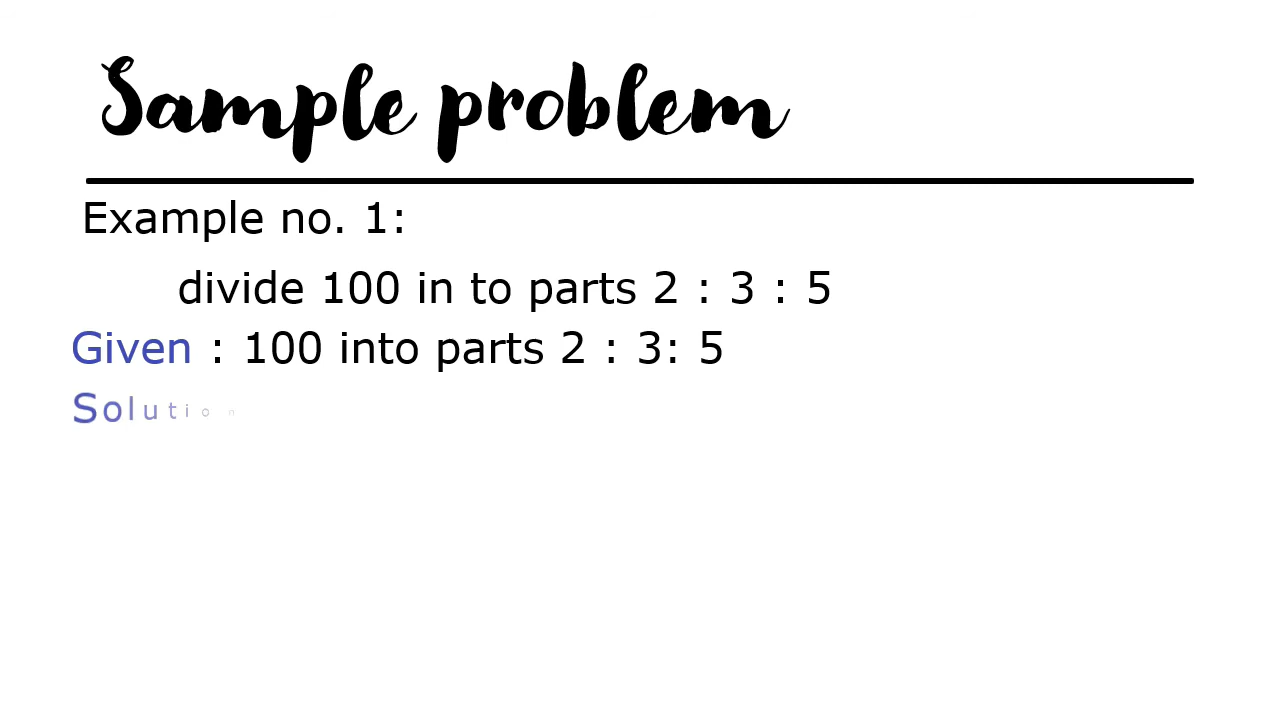 Sample problem
Example no. 1:
divide 100 in to parts 2 : 3 : 5
Given : 100 into parts 2 : 3: 5
Solution